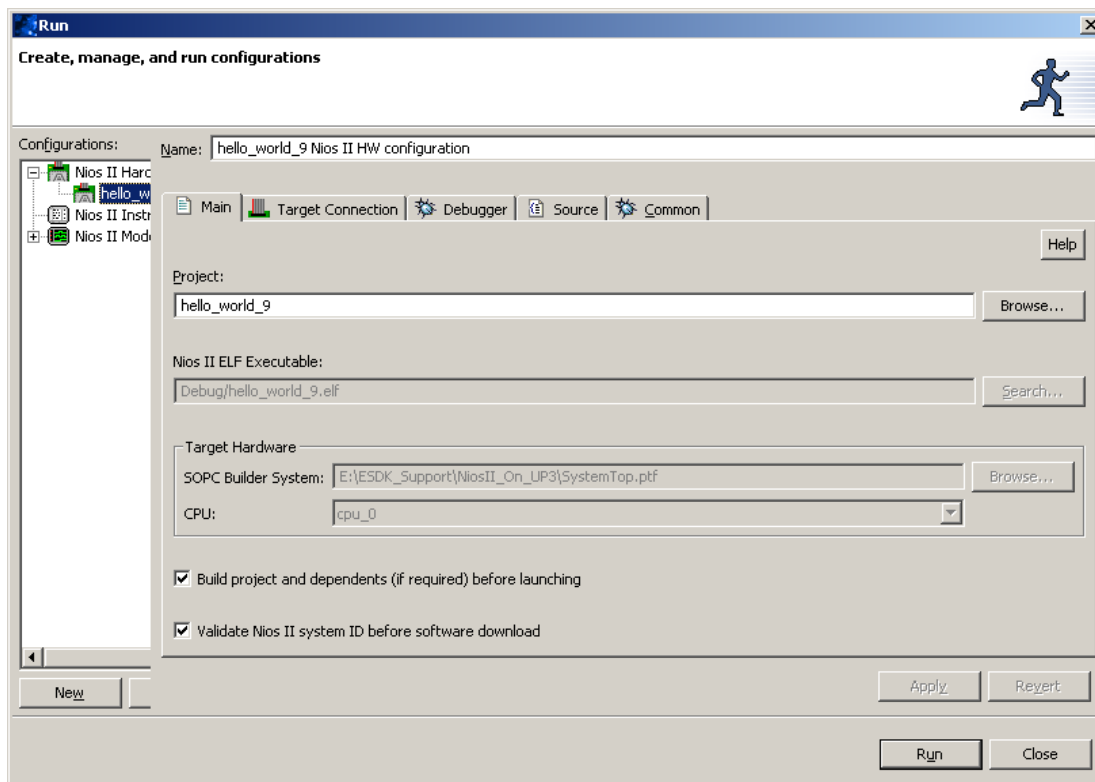 Run
Create, manage, and run configurations
Configurations:
Nios II Hard
hello_w
Nios II Instr
Nios II Mode
New
Name: hello_world_9 Nios II HW configuration
Main Target Connection Debugger Source Common
Help
Project:
hello_world_9 Browse...
Nios II ELF Executable:
Debug/hello_world_9.elf Search...
Target Hardware
SOPC Builder System: E:\ESDK_Support\NiosII_On_UP3\SystemTop.ptf Browse...
CPU: cpu_0
Build project and dependents (if required) before launching
Validate Nios II system ID before software download
Apply Revert
Run Close